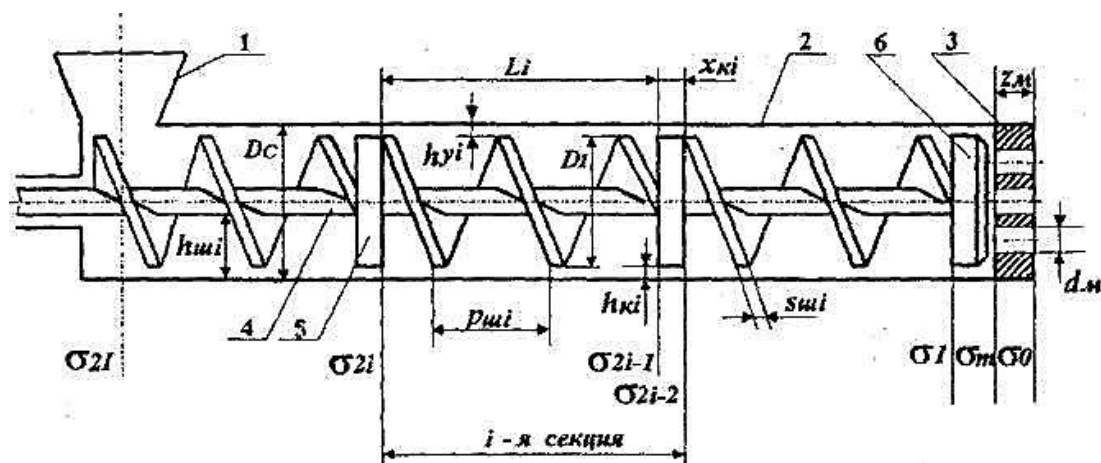 1
Li
xкi
2
6
3
zм
Dc
hyi
D1
hшi
4
5
pшi
hкi
sшi
dм
σ2I
σ2i
σ2i-1
σ2i-2
σ1
σm
σ0
i - я секция